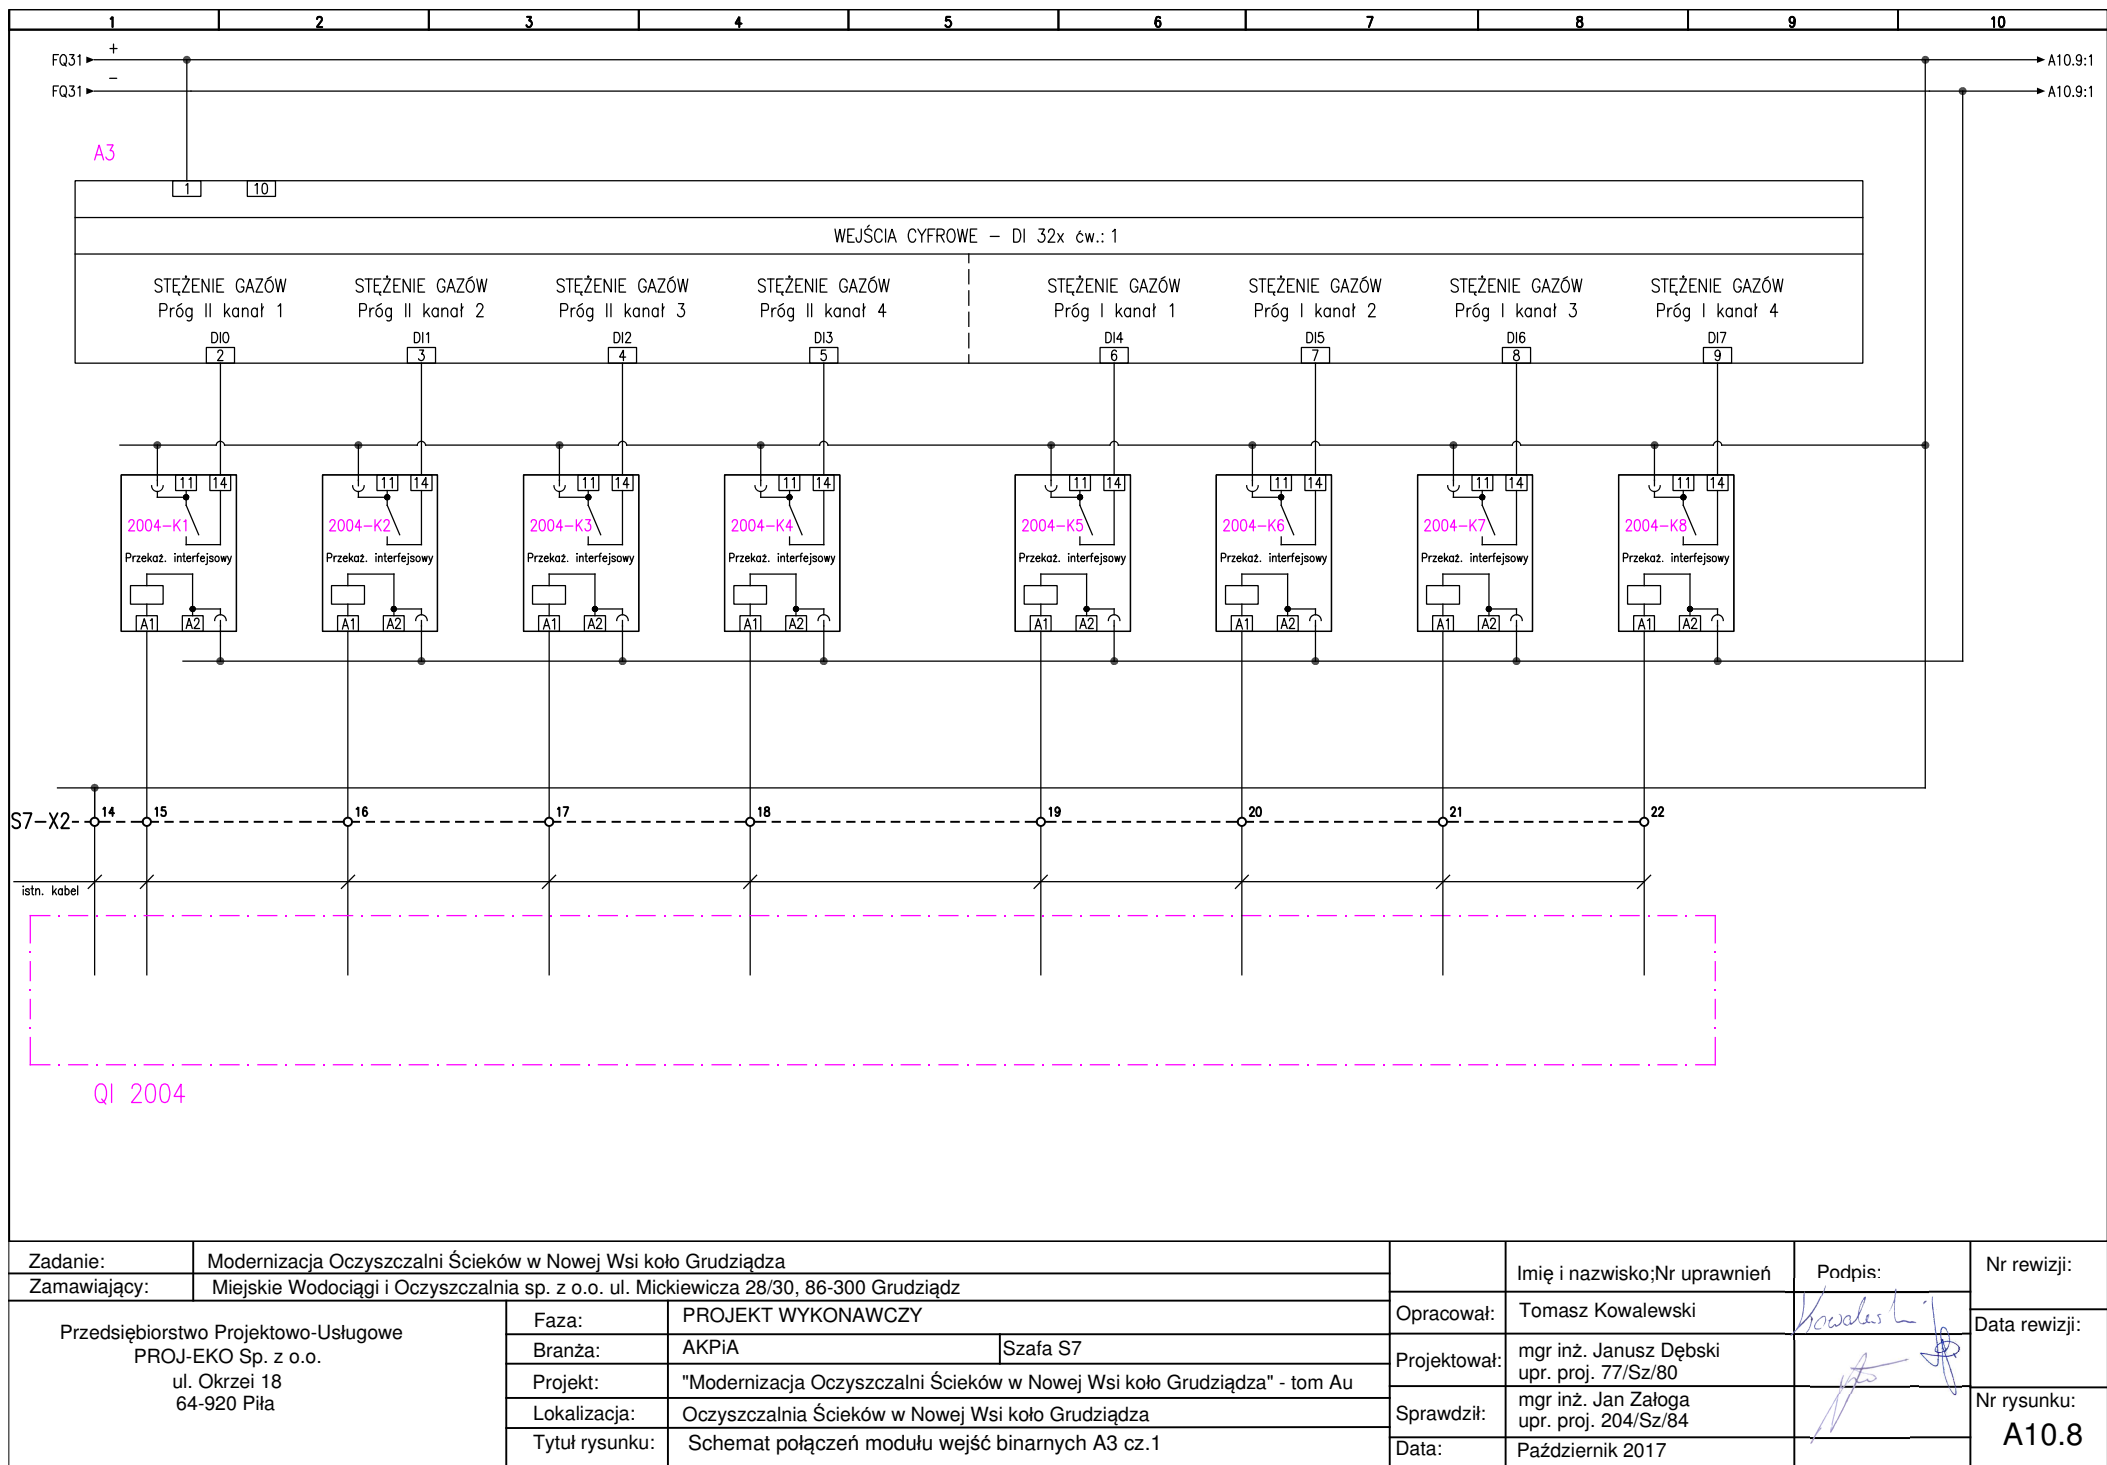 1 2 3 4 5 6 7 8 9 10
+
FQ31 A10.9:1
−
FQ31 A10.9:1
A3
1 10
WEJŚCIA CYFROWE − DI 32x ćw.: 1
STĘŻENIE GAZÓW STĘŻENIE GAZÓW STĘŻENIE GAZÓW STĘŻENIE GAZÓW STĘŻENIE GAZÓW STĘŻENIE GAZÓW STĘŻENIE GAZÓW STĘŻENIE GAZÓW
Próg II kanał 1 Próg II kanał 2 Próg II kanał 3 Próg II kanał 4 Próg I kanał 1 Próg I kanał 2 Próg I kanał 3 Próg I kanał 4
DI0 DI1 DI2 DI3 DI4 DI5 DI6 DI7
2 3 4 5 6 7 8 9
11 14 11 14 11 14 11 14 11 14 11 14 11 14 11 14
2004−K1 2004−K2 2004−K3 2004−K4 2004−K5 2004−K6 2004−K7 2004−K8
Przekaż. interfejsowy Przekaż. interfejsowy Przekaż. interfejsowy Przekaż. interfejsowy Przekaż. interfejsowy Przekaż. interfejsowy Przekaż. interfejsowy Przekaż. interfejsowy
A1 A2 A1 A2 A1 A2 A1 A2 A1 A2 A1 A2 A1 A2 A1 A2
S7−X2 14 15 16 17 18 19 20 21 22
istn. kabel
QI 2004
Zadanie: Modernizacja Oczyszczalni Ścieków w Nowej Wsi koło Grudziądza
Zamawiający: Miejskie Wodociągi i Oczyszczalnia sp. z o.o. ul. Mickiewicza 28/30, 86-300 Grudziądz
Przedsiębiorstwo Projektowo-Usługowe
PROJ-EKO Sp. z o.o.
ul. Okrzei 18
64-920 Piła
Faza: PROJEKT WYKONAWCZY
Branża: AKPiA Szafa S7
Projekt: "Modernizacja Oczyszczalni Ścieków w Nowej Wsi koło Grudziądza" - tom Au
Lokalizacja: Oczyszczalnia Ścieków w Nowej Wsi koło Grudziądza
Tytuł rysunku: Schemat połączeń modułu wejść binarnych A3 cz.1
Imię i nazwisko;Nr uprawnień Podpis:
Opracował: Tomasz Kowalewski
Projektował: mgr inż. Janusz Dębski
upr. proj. 77/Sz/80
Sprawdził: mgr inż. Jan Załoga
upr. proj. 204/Sz/84
Data: Październik 2017
Nr rewizji:
Data rewizji:
Nr rysunku:
A10.8